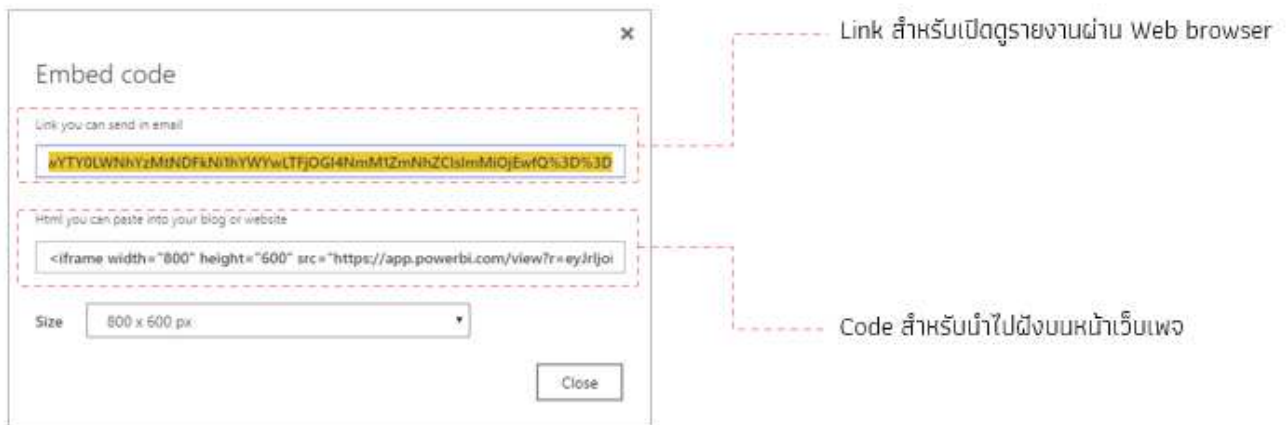 Link สำหรับเปิดดูรายงานผ่าน Web browser
×
Embed code
Link you can send in email
vYTY0LWNhYzMtNDFkNi1hYWYwLTFjOGI4NmM1ZmNhZCIsImMiOjEwfQ%3D%3D
Html you can paste into your blog or website
<iframe width="800" height="600" src="https://app.powerbi.com/view?r=eyJrIjoi
Size 800 x 600 px
Code สำหรับนำไปฝังบนหน้าเว็บเพจ
Close